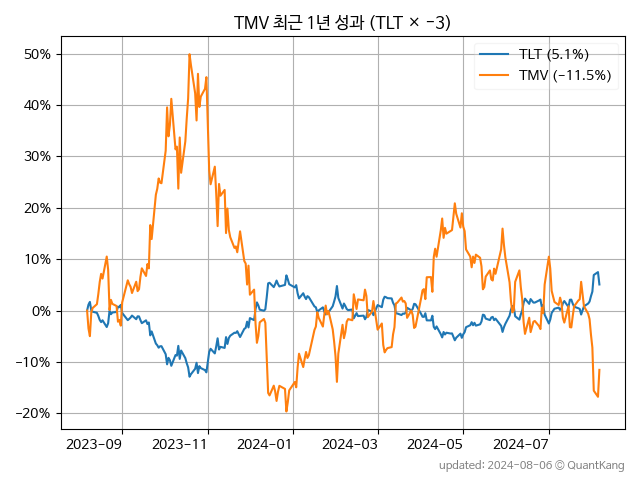 TMV 최근 1년 성과 (TLT × −3)
TLT (5.1%)
TMV (−11.5%)
50%
40%
30%
20%
10%
0%
−10%
−20%
2023-09 2023-11 2024-01 2024-03 2024-05 2024-07
updated: 2024-08-06 © QuantKang